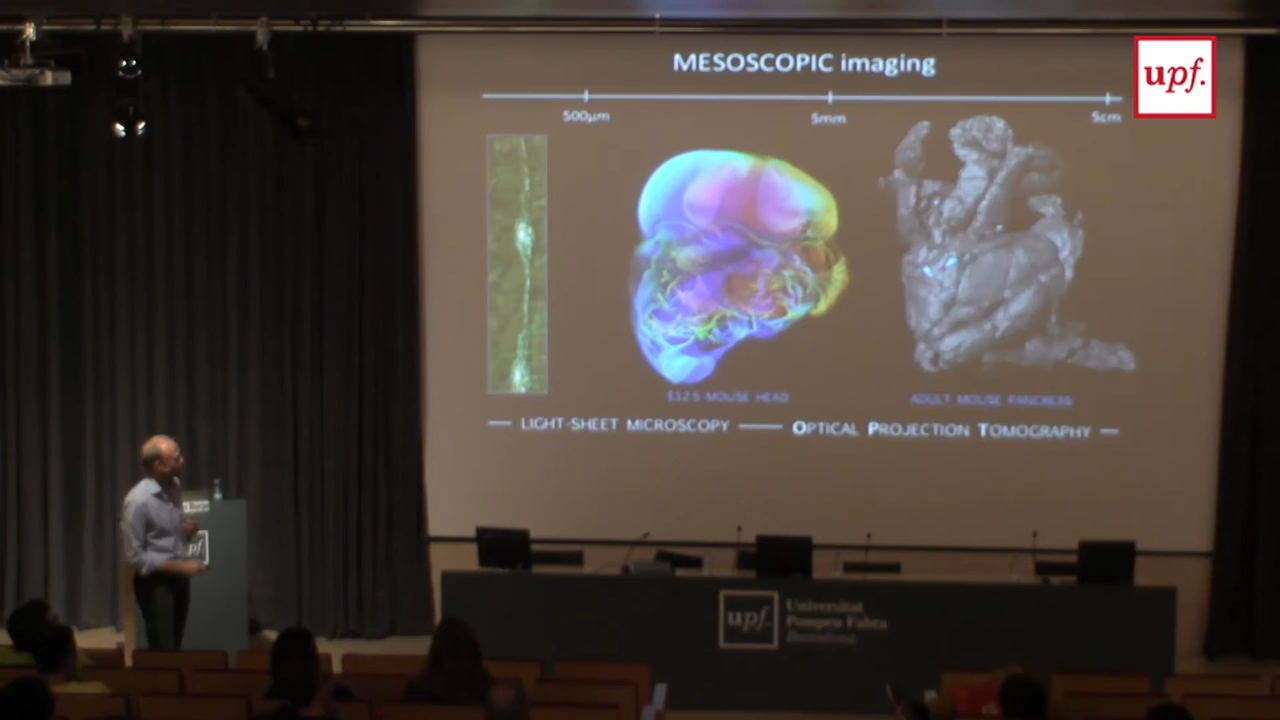 MESOSCOPIC imaging
upf.
500µm
5mm
5cm
E12.5 MOUSE HEAD
ADULT MOUSE PANCREAS
LIGHT-SHEET MICROSCOPY
OPTICAL PROJECTION TOMOGRAPHY
pf
upf.
Universitat
Pompeu Fabra
Barcelona